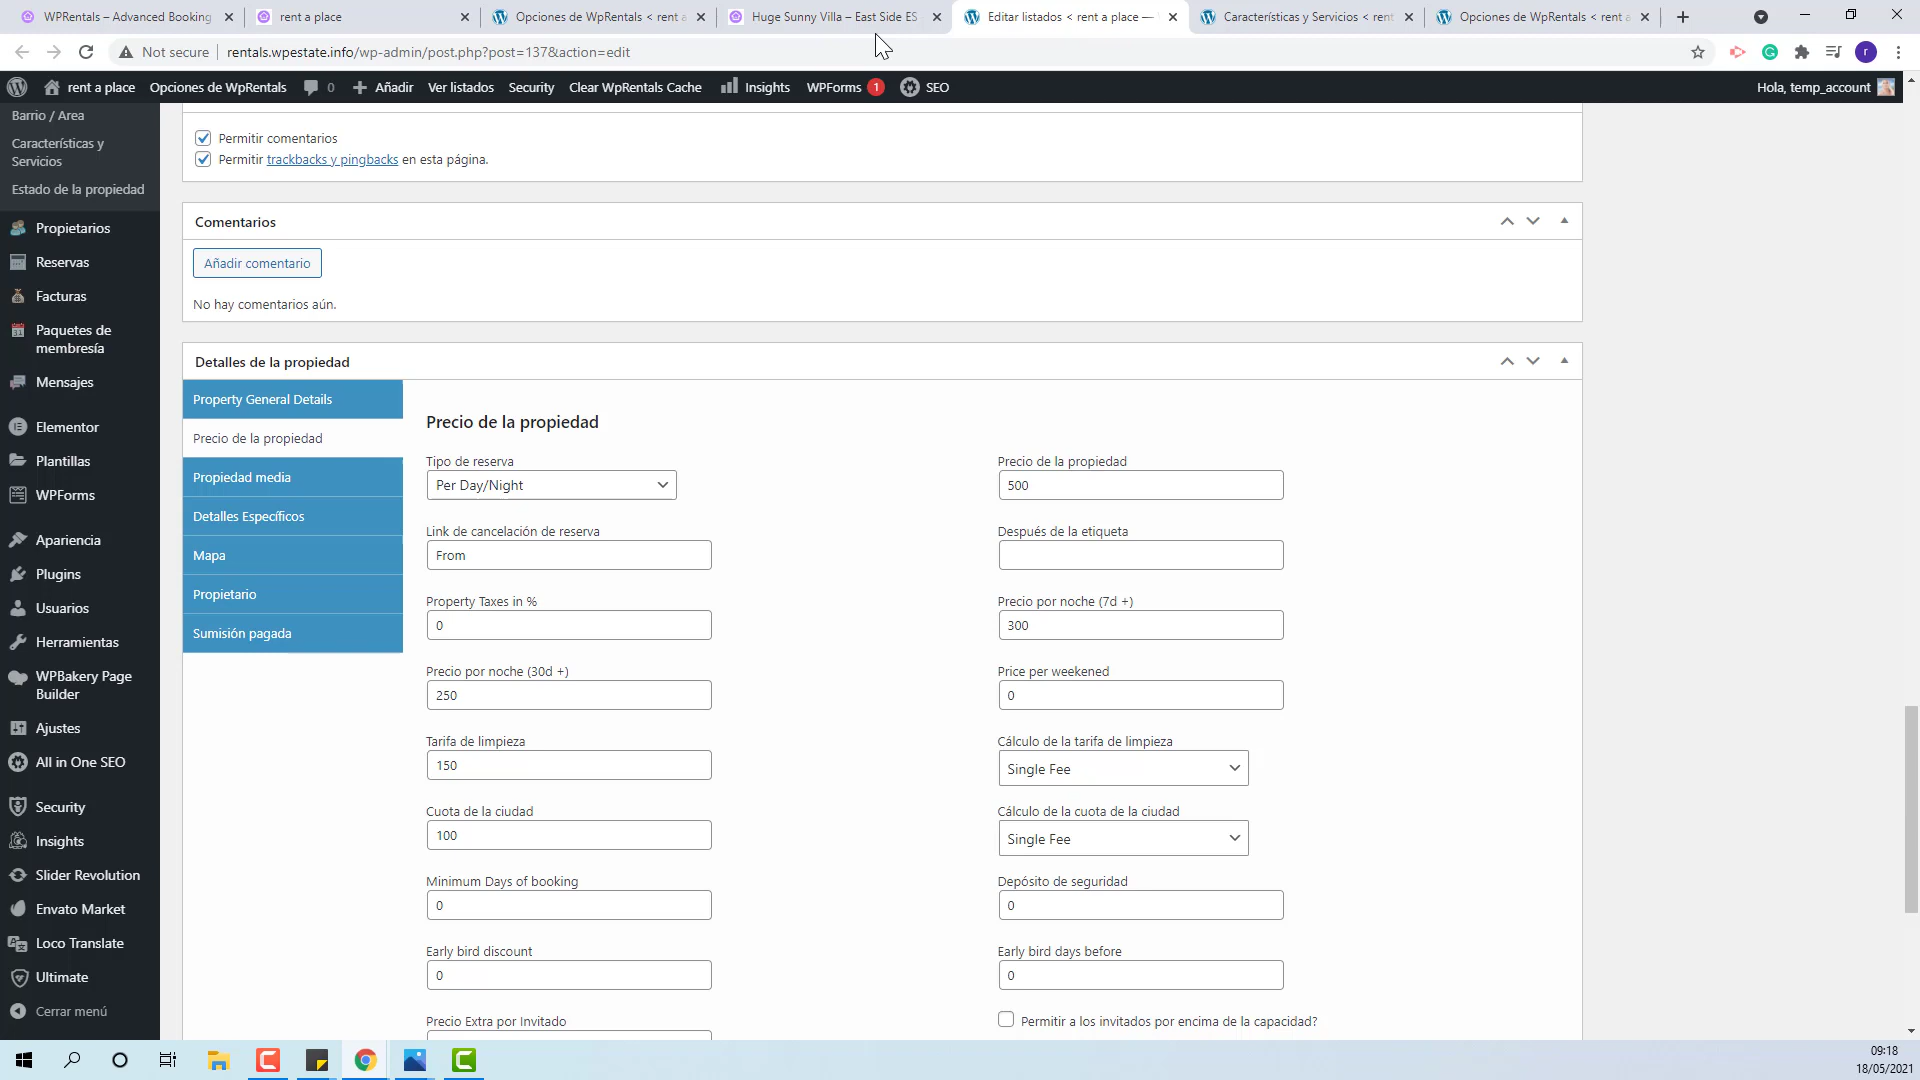 WPRentals – Advanced Booking
rent a place
Opciones de WpRentals < rent a
Huge Sunny Villa – East Side ES
Editar listados < rent a place —
Características y Servicios < rent
Opciones de WpRentals < rent a
Not secure
rentals.wpestate.info/wp-admin/post.php?post=137&action=edit
r
rent a place
Opciones de WpRentals
0
Añadir
Ver listados
Security
Clear WpRentals Cache
Insights
WPForms 1
SEO
Hola, temp_account
Barrio / Area
Características y
Servicios
Estado de la propiedad
Propietarios
Reservas
Facturas
Paquetes de
membresía
Mensajes
Elementor
Plantillas
WPForms
Apariencia
Plugins
Usuarios
Herramientas
WPBakery Page
Builder
Ajustes
All in One SEO
Security
Insights
Slider Revolution
Envato Market
Loco Translate
Ultimate
Cerrar menú
Permitir comentarios
Permitir trackbacks y pingbacks en esta página.
Comentarios
Añadir comentario
No hay comentarios aún.
Detalles de la propiedad
Property General Details
Precio de la propiedad
Propiedad media
Detalles Específicos
Mapa
Propietario
Sumisión pagada
Precio de la propiedad
Tipo de reserva
Per Day/Night
Precio de la propiedad
500
Link de cancelación de reserva
From
Después de la etiqueta
Property Taxes in %
0
Precio por noche (7d +)
300
Precio por noche (30d +)
250
Price per weekened
0
Tarifa de limpieza
150
Cálculo de la tarifa de limpieza
Single Fee
Cuota de la ciudad
100
Cálculo de la cuota de la ciudad
Single Fee
Minimum Days of booking
0
Depósito de seguridad
0
Early bird discount
0
Early bird days before
0
Precio Extra por Invitado
Permitir a los invitados por encima de la capacidad?
09:18
18/05/2021